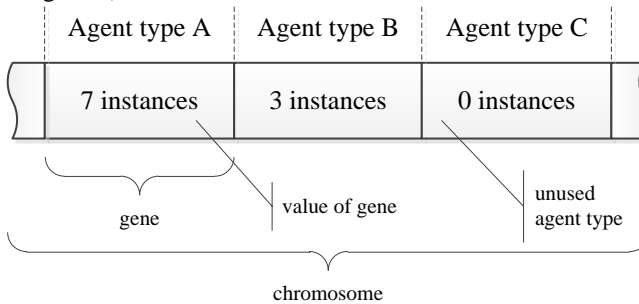 Agent type A Agent type B Agent type C
7 instances 3 instances 0 instances
gene
value of gene
unused
agent type
chromosome